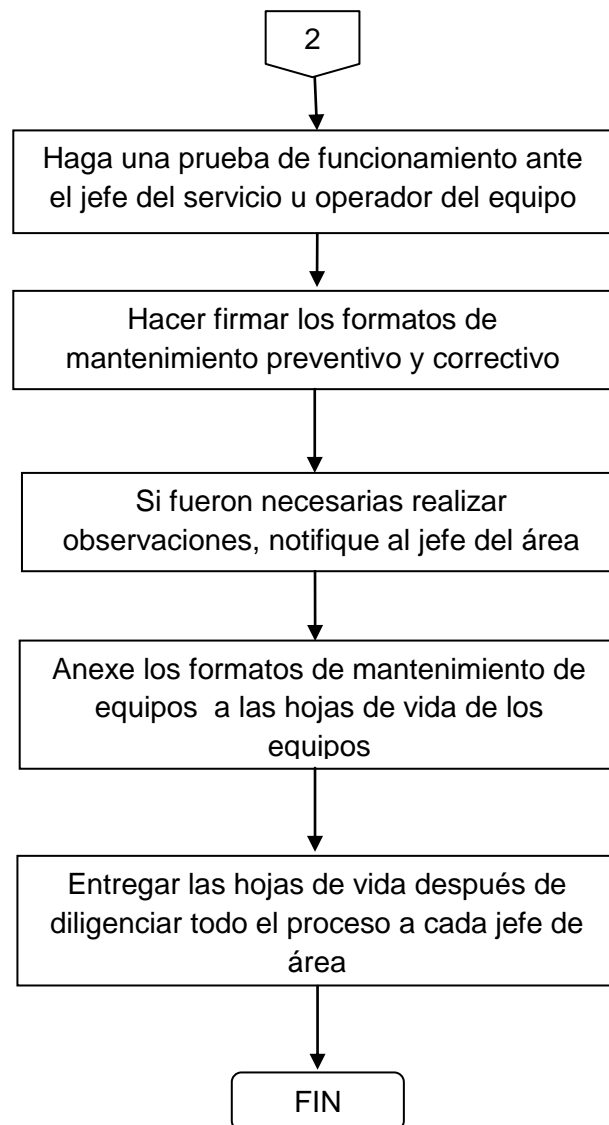 2
Haga una prueba de funcionamiento ante
el jefe del servicio u operador del equipo
Hacer firmar los formatos de
mantenimiento preventivo y correctivo
Si fueron necesarias realizar
observaciones, notifique al jefe del área
Anexe los formatos de mantenimiento de
equipos  a las hojas de vida de los
equipos
Entregar las hojas de vida después de
diligenciar todo el proceso a cada jefe de
área
FIN